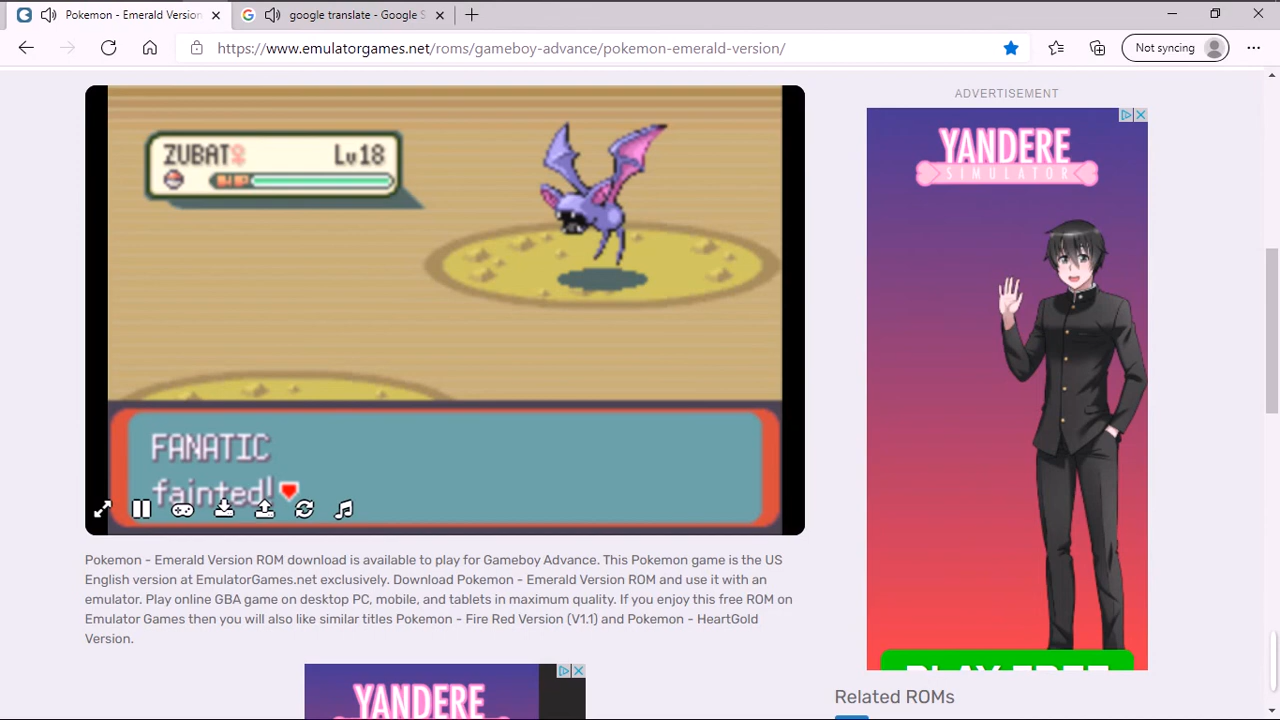 Pokemon - Emerald Version
google translate - Google S
https://www.emulatorgames.net/roms/gameboy-advance/pokemon-emerald-version/
Not syncing
ZUBAT♀ Lv18
FANATIC
fainted!
ADVERTISEMENT
YANDERE
SIMULATOR
Pokemon - Emerald Version ROM download is available to play for Gameboy Advance. This Pokemon game is the US
English version at EmulatorGames.net exclusively. Download Pokemon - Emerald Version ROM and use it with an
emulator. Play online GBA game on desktop PC, mobile, and tablets in maximum quality. If you enjoy this free ROM on
Emulator Games then you will also like similar titles Pokemon - Fire Red Version (V1.1) and Pokemon - HeartGold
Version.
PLAY FREE
Related ROMs
YANDERE